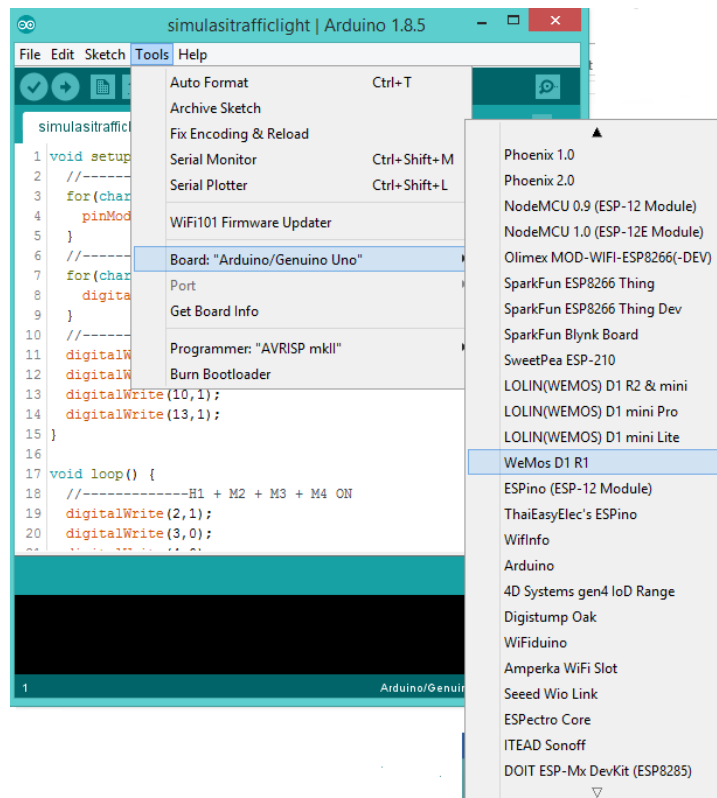 simulasitrafficlight | Arduino 1.8.5
File Edit Sketch Tools Help
simulasitraffic
Auto Format Ctrl+T
Archive Sketch
Fix Encoding & Reload
Serial Monitor Ctrl+Shift+M
Serial Plotter Ctrl+Shift+L
WiFi101 Firmware Updater
Board: "Arduino/Genuino Uno"
Port
Get Board Info
Programmer: "AVRISP mkII"
Burn Bootloader
1 void setup
2 //------
3 for(char
4 pinMod
5 }
6 //------
7 for(char
8 digita
9 }
10 //------
11 digitalW
12 digitalW
13 digitalWrite(10,1);
14 digitalWrite(13,1);
15 }
16
17 void loop() {
18 //-------------H1 + M2 + M3 + M4 ON
19 digitalWrite(2,1);
20 digitalWrite(3,0);
1 Arduino/Genuin
Phoenix 1.0
Phoenix 2.0
NodeMCU 0.9 (ESP-12 Module)
NodeMCU 1.0 (ESP-12E Module)
Olimex MOD-WIFI-ESP8266(-DEV)
SparkFun ESP8266 Thing
SparkFun ESP8266 Thing Dev
SparkFun Blynk Board
SweetPea ESP-210
LOLIN(WEMOS) D1 R2 & mini
LOLIN(WEMOS) D1 mini Pro
LOLIN(WEMOS) D1 mini Lite
WeMos D1 R1
ESPino (ESP-12 Module)
ThaiEasyElec's ESPino
WifInfo
Arduino
4D Systems gen4 IoD Range
Digistump Oak
WiFiduino
Amperka WiFi Slot
Seeed Wio Link
ESPectro Core
ITEAD Sonoff
DOIT ESP-Mx DevKit (ESP8285)